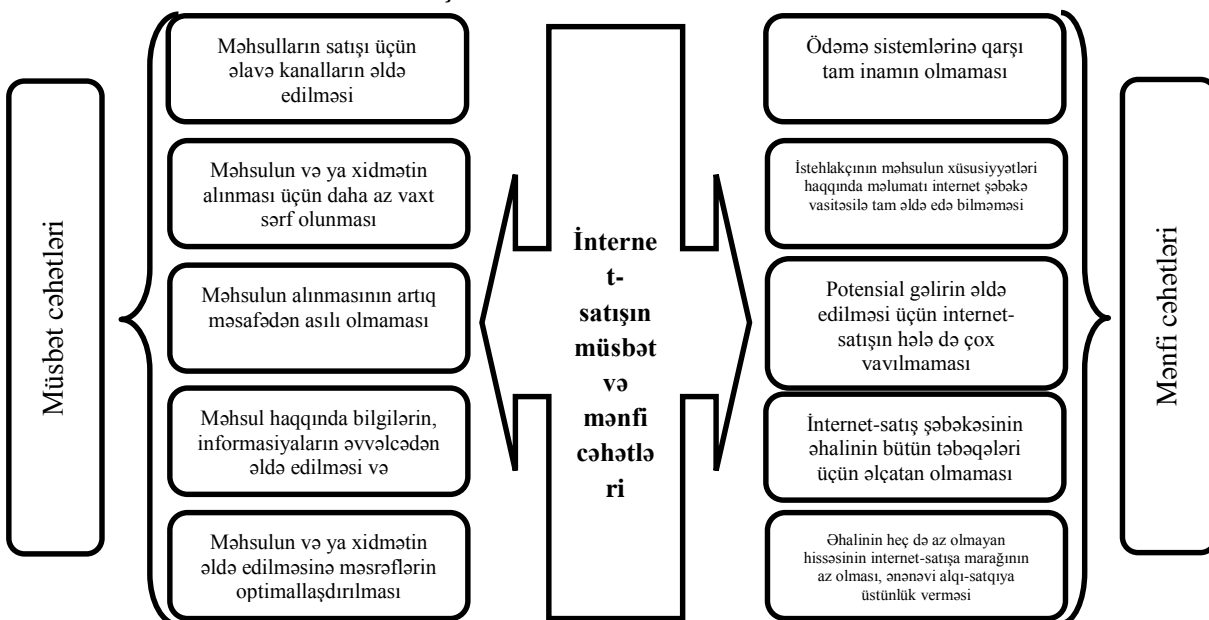 Müsbət cəhətləri
Məhsulların satışı üçün
əlavə kanalların əldə
edilməsi
Məhsulun və ya xidmətin
alınması üçün daha az vaxt
sərf olunması
Məhsulun alınmasının artıq
məsafədən asılı olmaması
Məhsul haqqında bilgilərin,
informasiyaların əvvəlcədən
əldə edilməsi və
Məhsulun və ya xidmətin
əldə edilməsinə məsrəflərin
optimallaşdırılması
İnterne
t-
satışın
müsbət
və
mənfi
cəhətlə
ri
Ödəmə sistemlərinə qarşı
tam inamın olmaması
İstehlakçının məhsulun xüsusiyyətləri
haqqında məlumatı internet şəbəkə
vasitəsilə tam əldə edə bilməməsi
Potensial gəlirin əldə
edilməsi üçün internet-
satışın hələ də çox
vavılmaması
İnternet-satış şəbəkəsinin
əhalinin bütün təbəqələri
üçün əlçatan olmaması
Əhalinin heç də az olmayan
hissəsinin internet-satışa marağının
az olması, ənənəvi alqı-satqıya
üstünlük verməsi
Mənfi cəhətləri